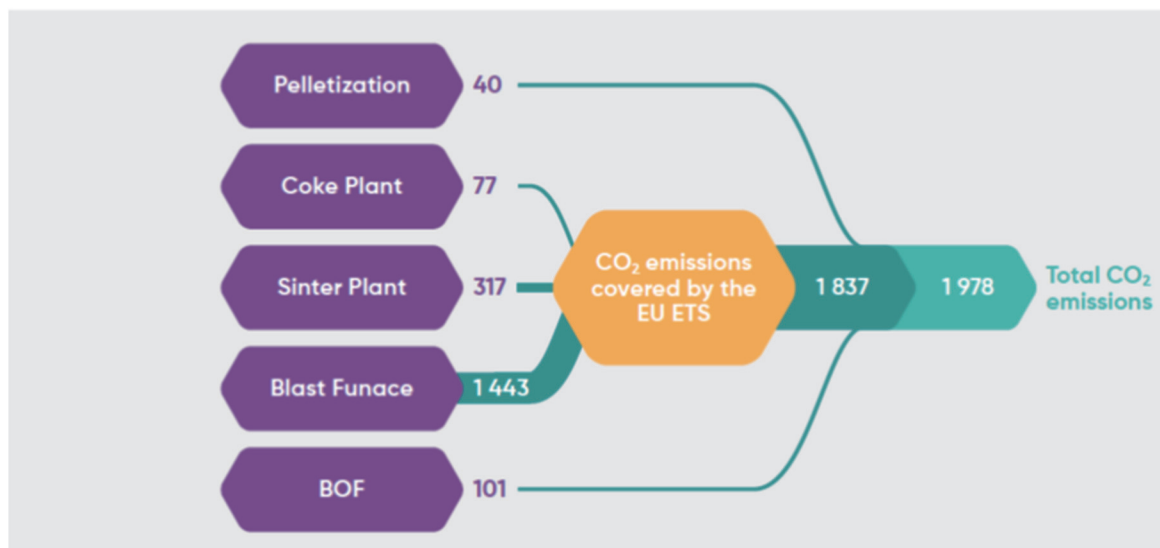 Pelletization 40
Coke Plant 77
Sinter Plant 317
Blast Funace 1 443
BOF 101
CO₂ emissions
covered by the
EU ETS
1 837
1 978
Total CO₂
emissions